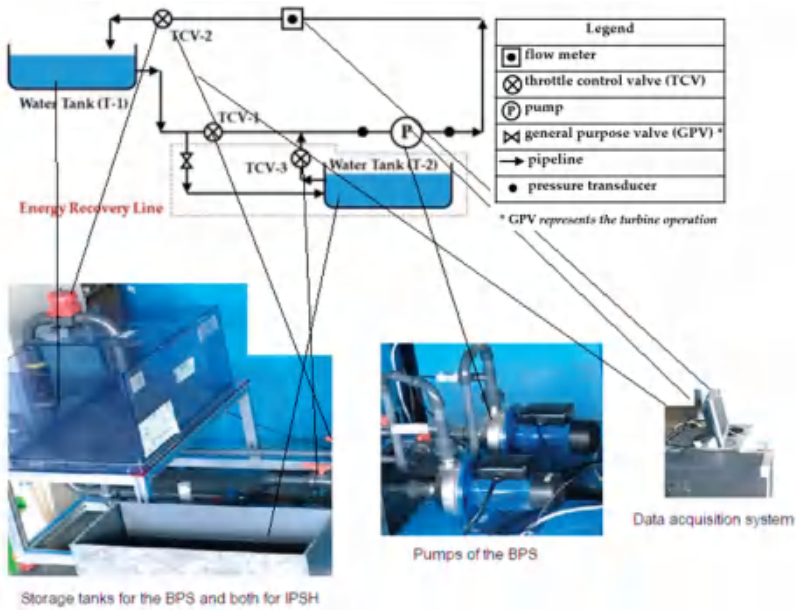 TCV-2
Water Tank (T-1)
TCV-1
P
TCV-3
Water Tank (T-2)
Energy Recovery Line
Legend
flow meter
throttle control valve (TCV)
P pump
general purpose valve (GPV) *
pipeline
pressure transducer
* GPV represents the turbine operation
Data acquisition system
Pumps of the BPS
Storage tanks for the BPS and both for IPSH